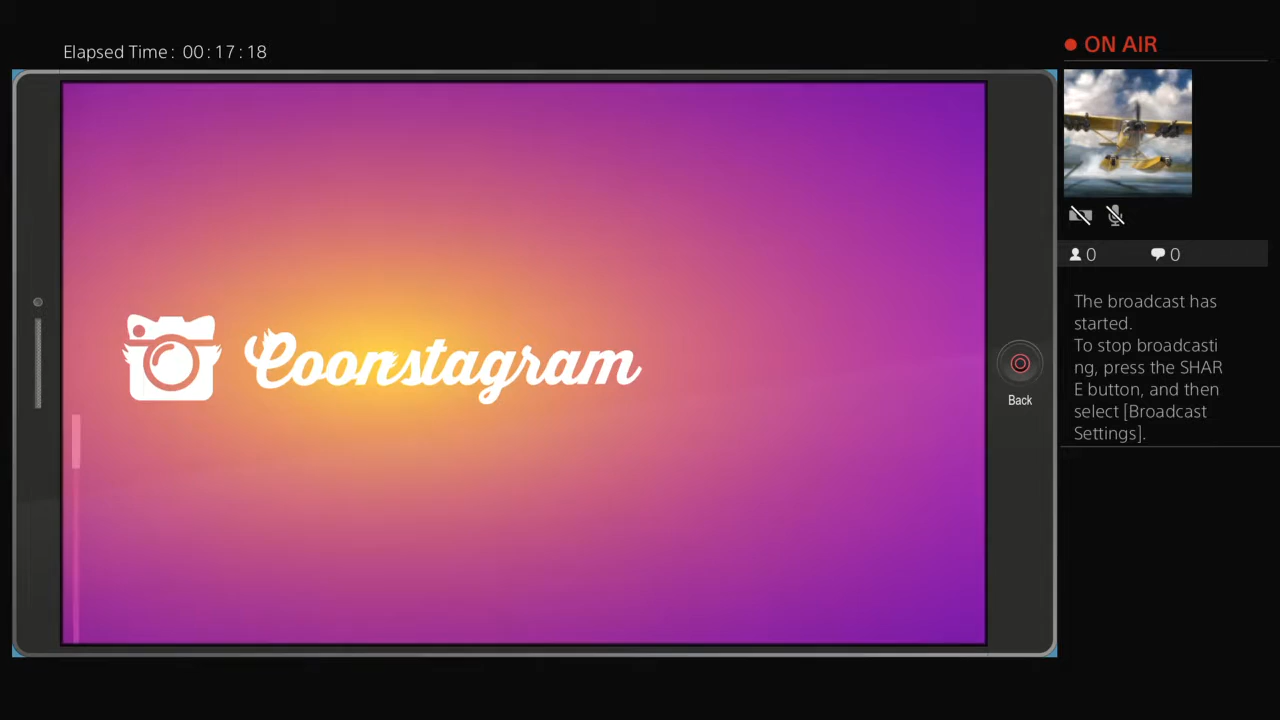 Elapsed Time: 00:17:18
ON AIR
Coonstagram
0
0
The broadcast has
started.
To stop broadcasti
ng, press the SHAR
E button, and then
select [Broadcast
Settings].
Back